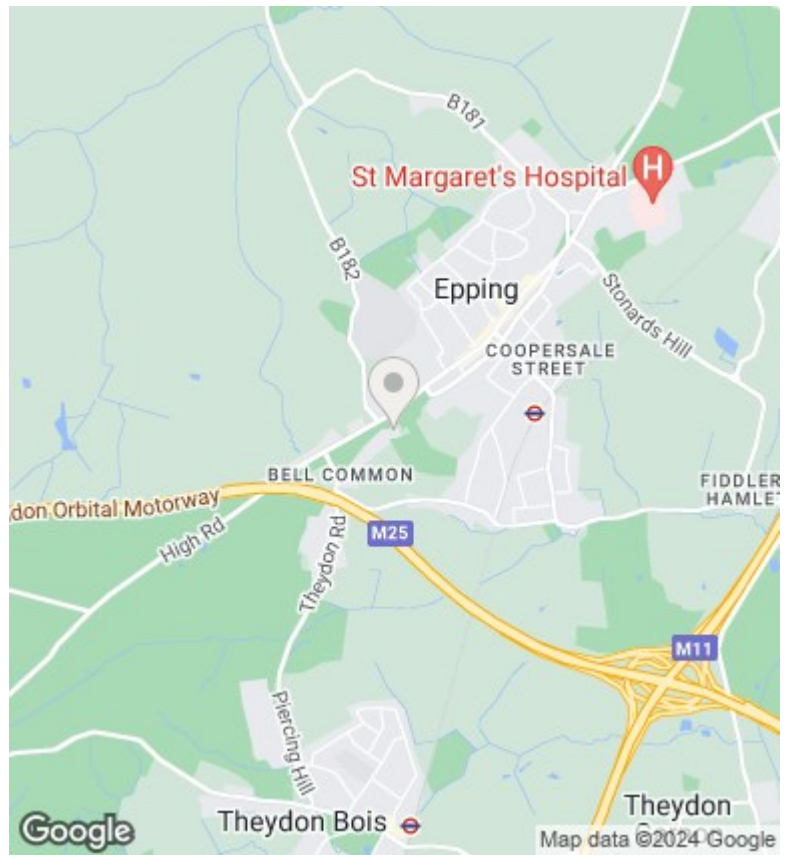 B181
St Margaret's Hospital
H
B182
Epping
Stonards Hill
COOPERSALE
STREET
BELL COMMON
FIDDLER
HAMLET
don Orbital Motorway
M25
High Rd
Theydon Rd
M11
Piercing Hill
Theydon Bois
Theydon
Google
Map data ©2024 Google